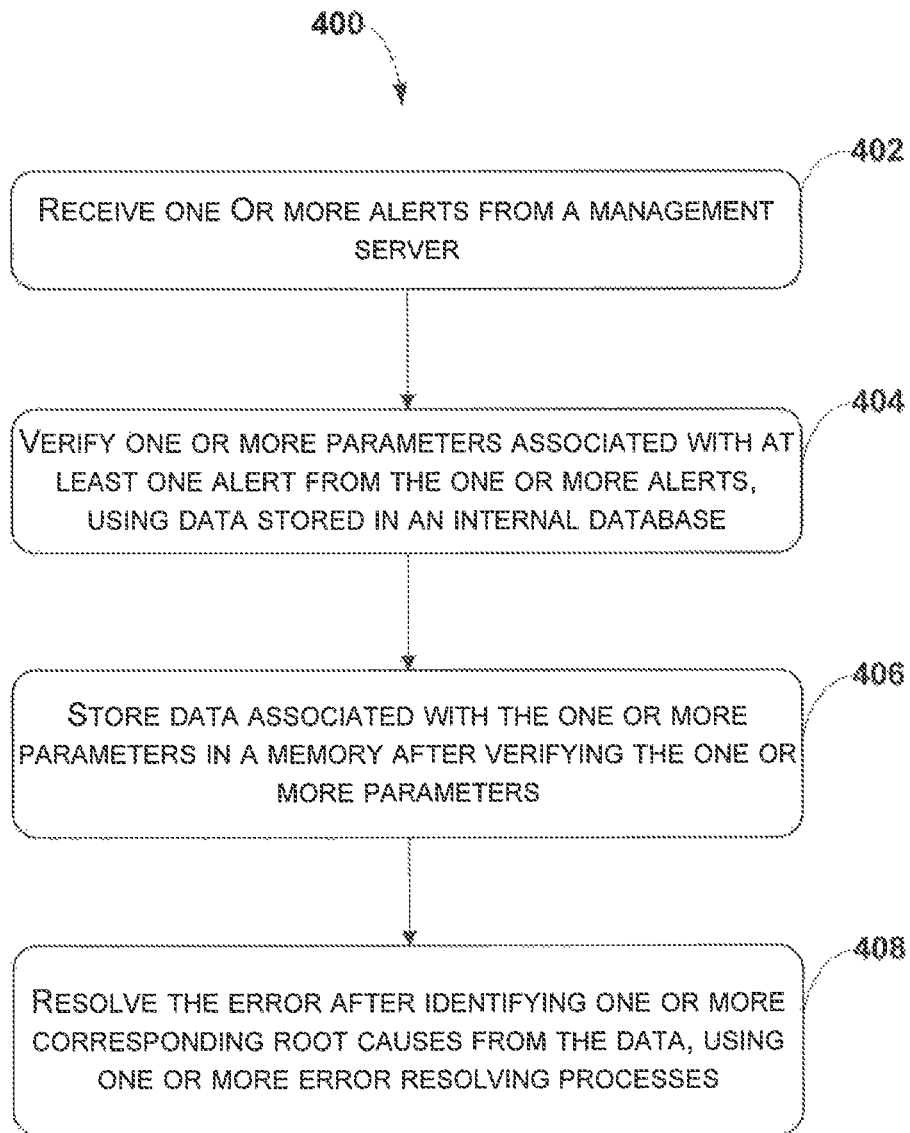 400
402
RECEIVE ONE OR MORE ALERTS FROM A MANAGEMENT
SERVER
404
VERIFY ONE OR MORE PARAMETERS ASSOCIATED WITH AT
LEAST ONE ALERT FROM THE ONE OR MORE ALERTS,
USING DATA STORED IN AN INTERNAL DATABASE
406
STORE DATA ASSOCIATED WITH THE ONE OR MORE
PARAMETERS IN A MEMORY AFTER VERIFYING THE ONE OR
MORE PARAMETERS
408
RESOLVE THE ERROR AFTER IDENTIFYING ONE OR MORE
CORRESPONDING ROOT CAUSES FROM THE DATA, USING
ONE OR MORE ERROR RESOLVING PROCESSES